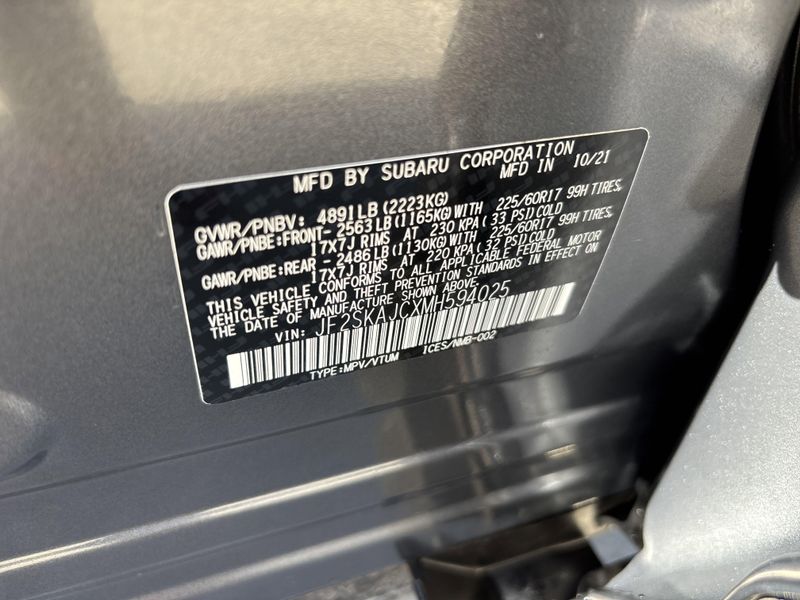 MFD BY SUBARU CORPORATION
MFD IN 10/21
GVWR/PNBV: 4891LB(2223KG)
GAWR/PNBE:FRONT-2563LB(1165KG)WITH 225/60R17 99H TIRES,
17X7J RIMS AT 230 KPA(33 PSI)COLD
GAWR/PNBE:REAR-2486LB(1130KG)WITH 225/60R17 99H TIRES,
17X7J RIMS AT 220 KPA(32 PSI)COLD
THIS VEHICLE CONFORMS TO ALL APPLICABLE FEDERAL MOTOR
VEHICLE SAFETY AND THEFT PREVENTION STANDARDS IN EFFECT ON
THE DATE OF MANUFACTURE SHOWN ABOVE.
VIN: JF2SKAJCXMH594025
TYPE:MPV/VTUM ICES/NMB-002